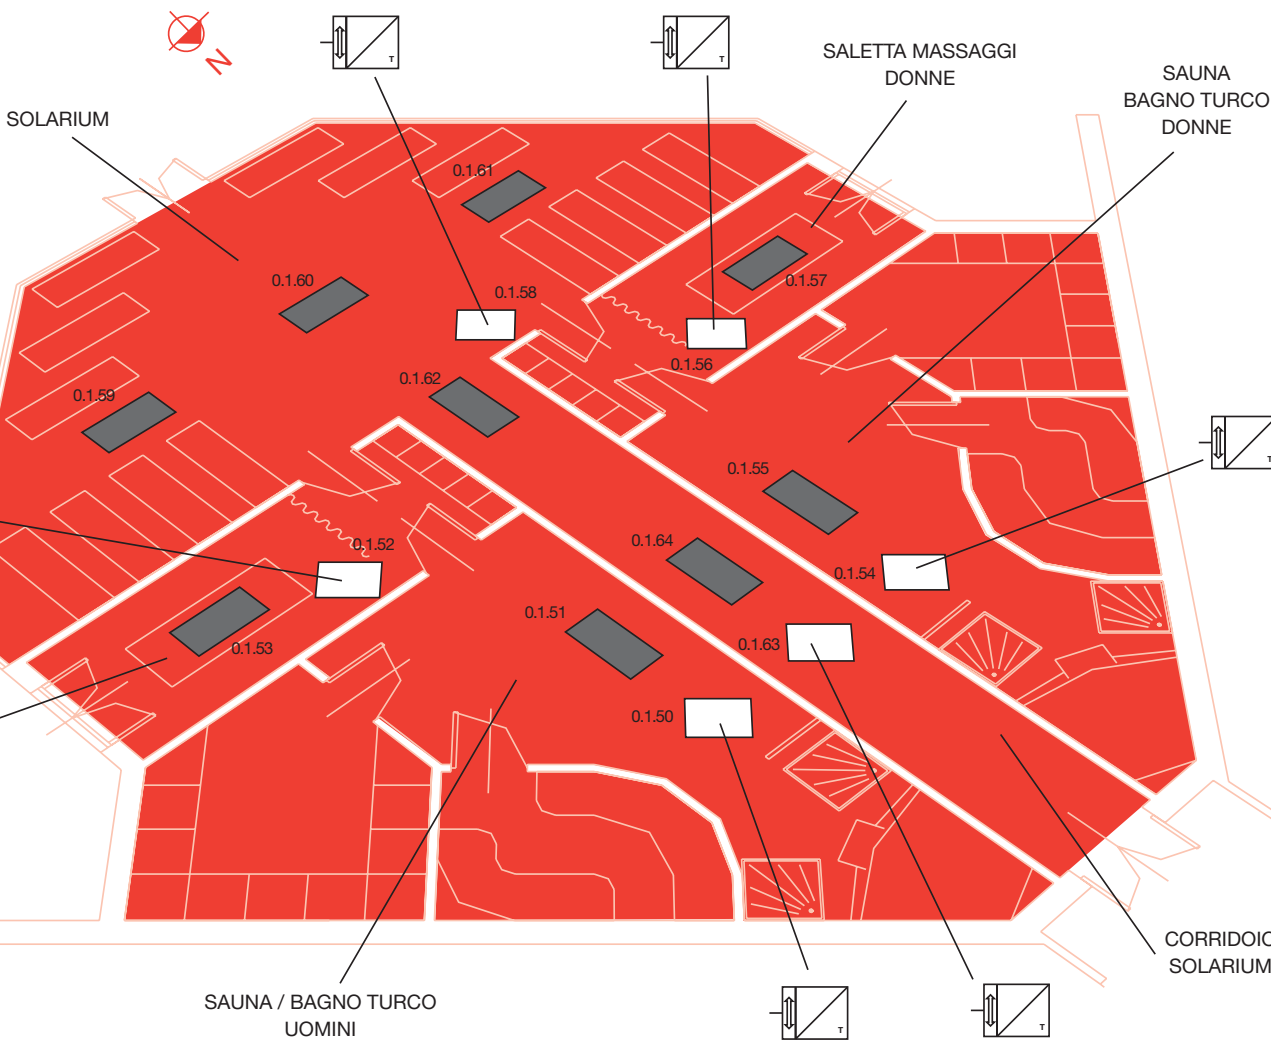 N
T
T
SALETTA MASSAGGI
DONNE
SAUNA
BAGNO TURCO
DONNE
SOLARIUM
0.1.61
0.1.60
0.1.57
0.1.58
0.1.56
0.1.62
0.1.59
0.1.55
T
0.1.52
0.1.64
0.1.54
0.1.51
0.1.63
0.1.53
0.1.50
CORRIDOIO
SOLARIUM
SAUNA / BAGNO TURCO
UOMINI
T
T